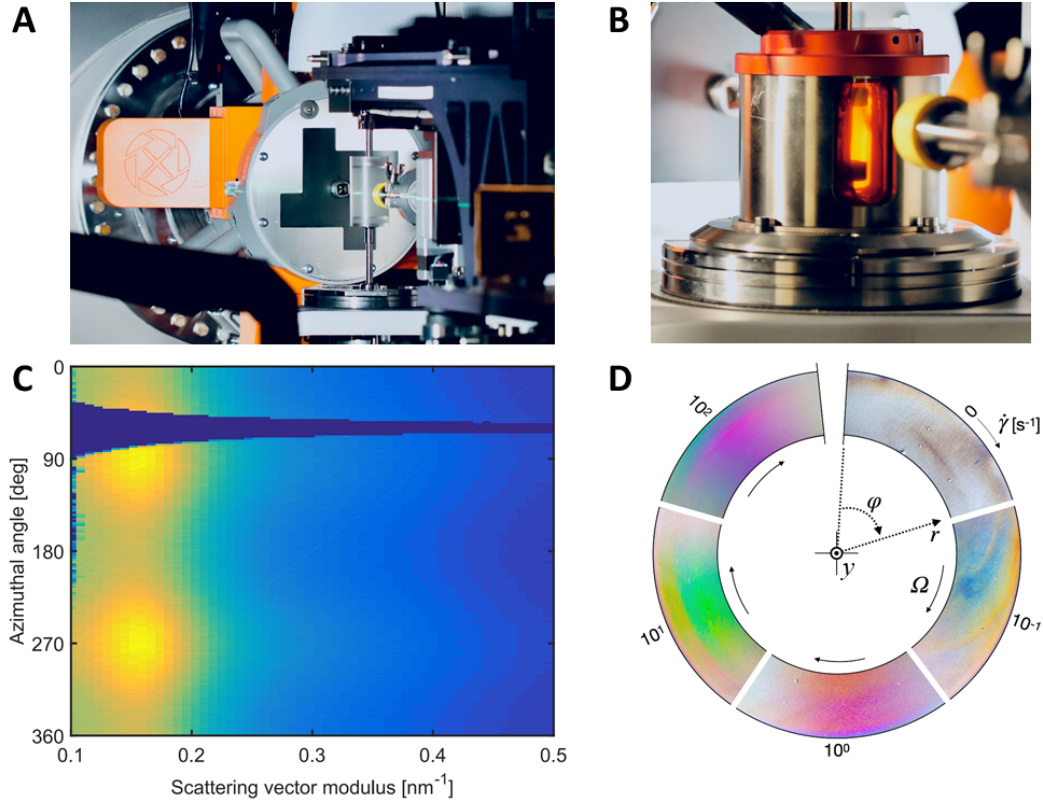 A
B
C
0
90
180
270
360
Azimuthal angle [deg]
0.1
0.2
0.3
0.4
0.5
Scattering vector modulus [nm⁻¹]
D
10²
0
γ̇ [s⁻¹]
φ
r
y
Ω
10¹
10⁻¹
10⁰